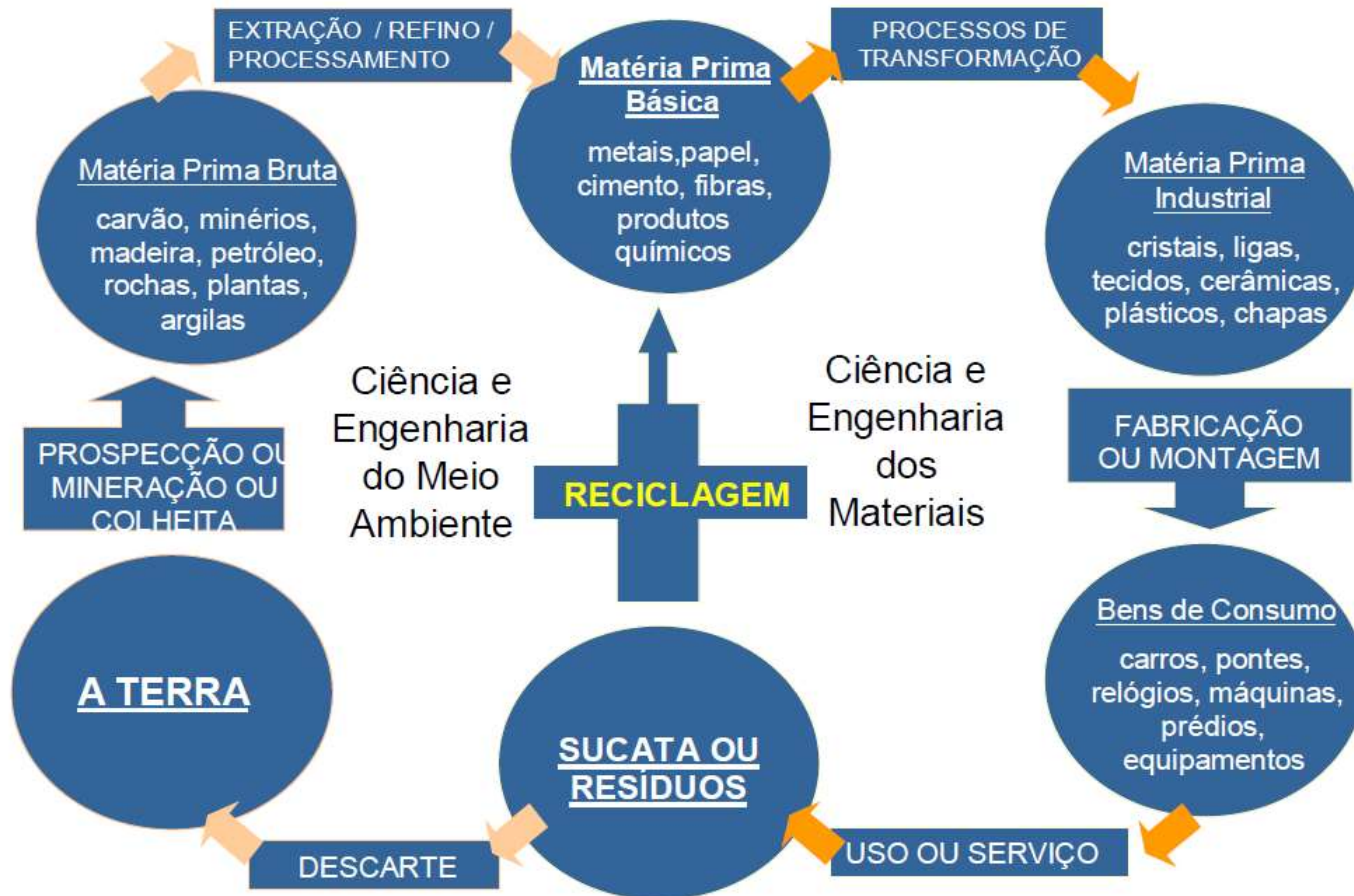 EXTRAÇÃO / REFINO /
PROCESSAMENTO
Matéria Prima
Básica
metais,papel,
cimento, fibras,
produtos
químicos
PROCESSOS DE
TRANSFORMAÇÃO
Matéria Prima Bruta
carvão, minérios,
madeira, petróleo,
rochas, plantas,
argilas
Matéria Prima
Industrial
cristais, ligas,
tecidos, cerâmicas,
plásticos, chapas
Ciência e
Engenharia
do Meio
Ambiente
Ciência e
Engenharia
dos
Materiais
PROSPECÇÃO OU
MINERAÇÃO OU
COLHEITA
RECICLAGEM
FABRICAÇÃO
OU MONTAGEM
A TERRA
SUCATA OU
RESÍDUOS
Bens de Consumo
carros, pontes,
relógios, máquinas,
prédios,
equipamentos
DESCARTE
USO OU SERVIÇO